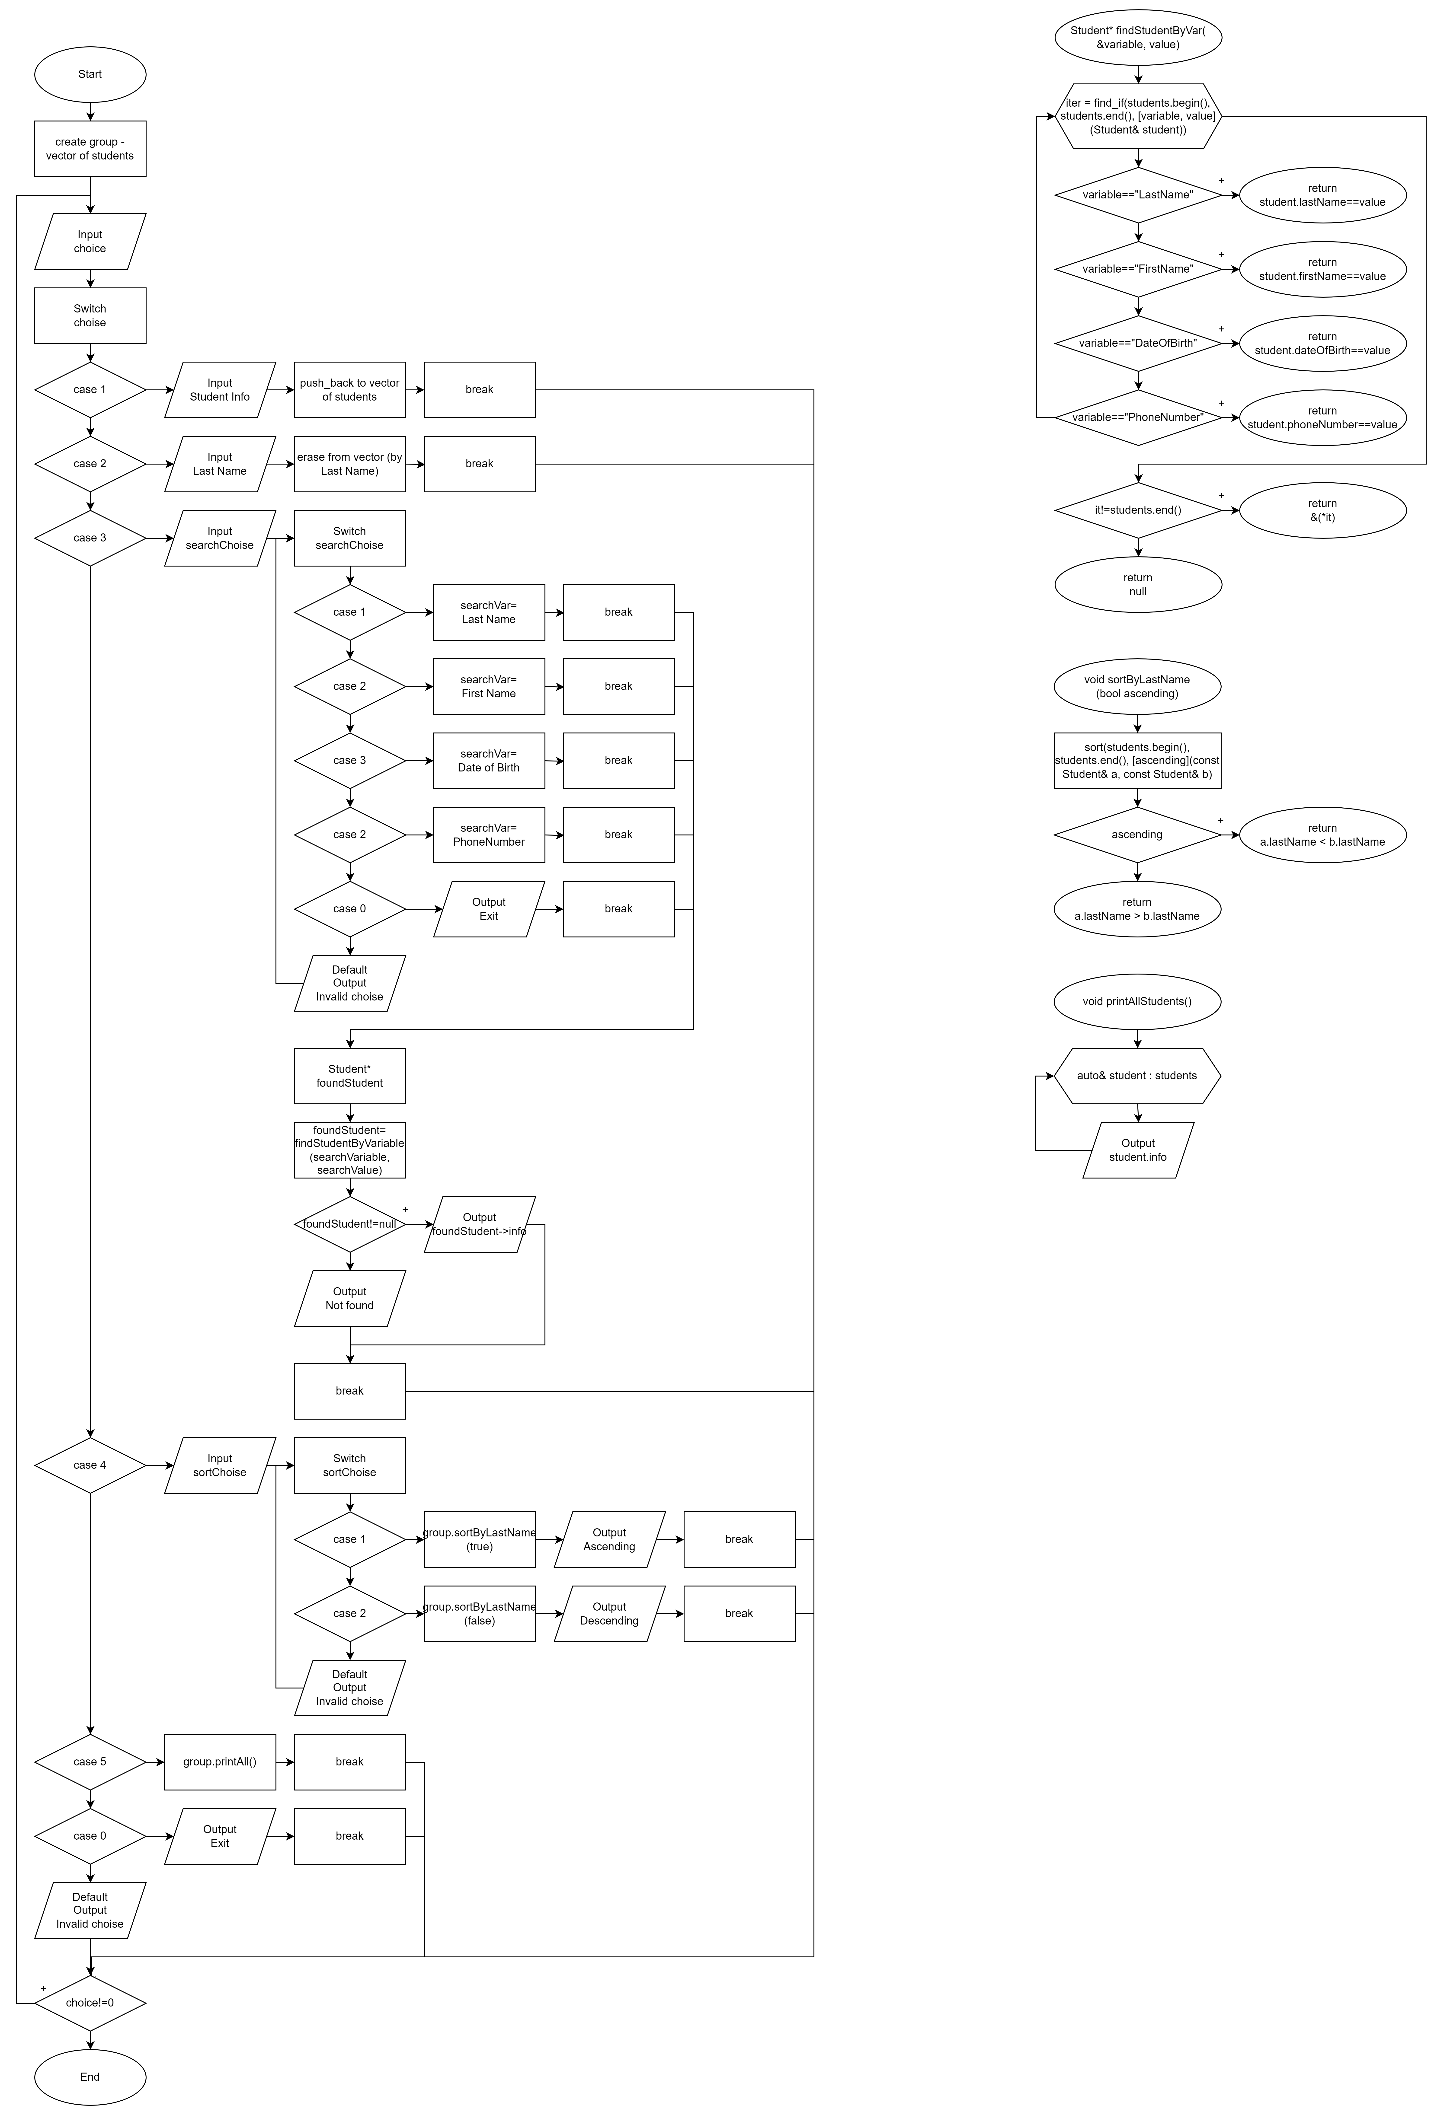 Start
create group -
vector of students
Input
choice
Switch
choise
case 1
Input
Student Info
push_back to vector
of students
break
case 2
Input
Last Name
erase from vector (by
Last Name)
break
case 3
Input
searchChoise
Switch
searchChoise
case 1
searchVar=
Last Name
break
case 2
searchVar=
First Name
break
case 3
searchVar=
Date of Birth
break
case 2
searchVar=
PhoneNumber
break
case 0
Output
Exit
break
Default
Output
Invalid choise
Student*
foundStudent
foundStudent=
findStudentByVariable
(searchVariable,
searchValue)
foundStudent!=null
+
Output
foundStudent->info
Output
Not found
break
case 4
Input
sortChoise
Switch
sortChoise
case 1
group.sortByLastName
(true)
Output
Ascending
break
case 2
group.sortByLastName
(false)
Output
Descending
break
Default
Output
Invalid choise
case 5
group.printAll()
break
case 0
Output
Exit
break
Default
Output
Invalid choise
+
choice!=0
End
Student* findStudentByVar(
&variable, value)
iter = find_if(students.begin(),
students.end(), [variable, value]
(Student& student))
variable=="LastName"
+
return
student.lastName==value
variable=="FirstName"
+
return
student.firstName==value
variable=="DateOfBirth"
+
return
student.dateOfBirth==value
variable=="PhoneNumber"
+
return
student.phoneNumber==value
it!=students.end()
+
return
&(*it)
return
null
void sortByLastName
(bool ascending)
sort(students.begin(),
students.end(), [ascending](const
Student& a, const Student& b)
ascending
+
return
a.lastName < b.lastName
return
a.lastName > b.lastName
void printAllStudents()
auto& student : students
Output
student.info